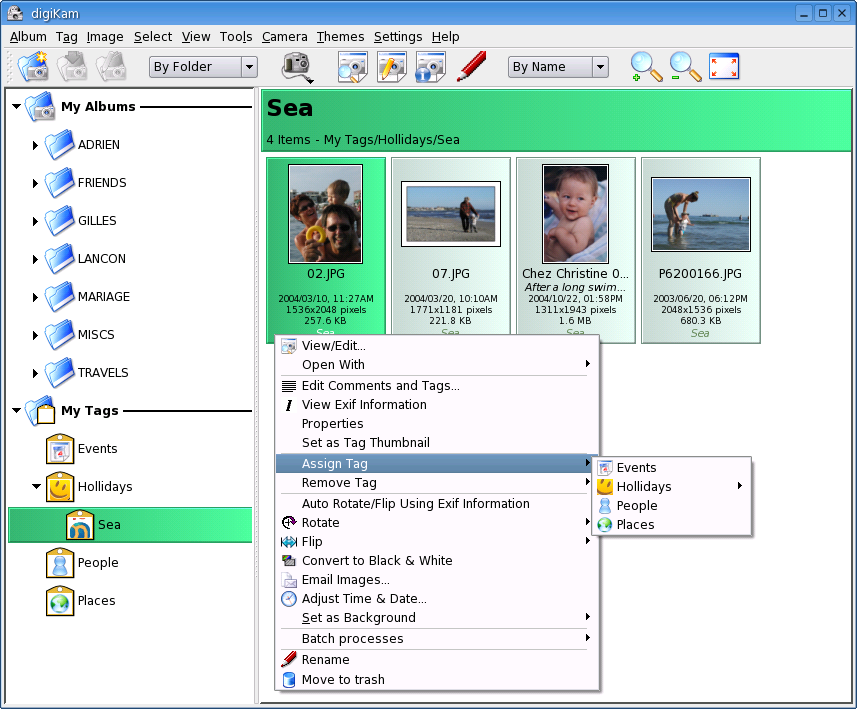 digiKam
Album Tag Image Select View Tools Camera Themes Settings Help
By Folder By Name
My Albums
ADRIEN
FRIENDS
GILLES
LANCON
MARIAGE
MISCS
TRAVELS
My Tags
Events
Hollidays
Sea
People
Places
Sea
4 Items - My Tags/Hollidays/Sea
02.JPG
2004/03/10, 11:27AM
1536x2048 pixels
257.6 KB
Sea
07.JPG
2004/03/20, 10:10AM
1771x1181 pixels
221.8 KB
Sea
Chez Christine 0...
After a long swim...
2004/10/22, 01:58PM
1311x1943 pixels
1.6 MB
Sea
P6200166.JPG
2003/06/20, 06:12PM
2048x1536 pixels
680.3 KB
Sea
View/Edit...
Open With
Edit Comments and Tags...
View Exif Information
Properties
Set as Tag Thumbnail
Assign Tag
Remove Tag
Auto Rotate/Flip Using Exif Information
Rotate
Flip
Convert to Black & White
Email Images...
Adjust Time & Date...
Set as Background
Batch processes
Rename
Move to trash
Events
Hollidays
People
Places